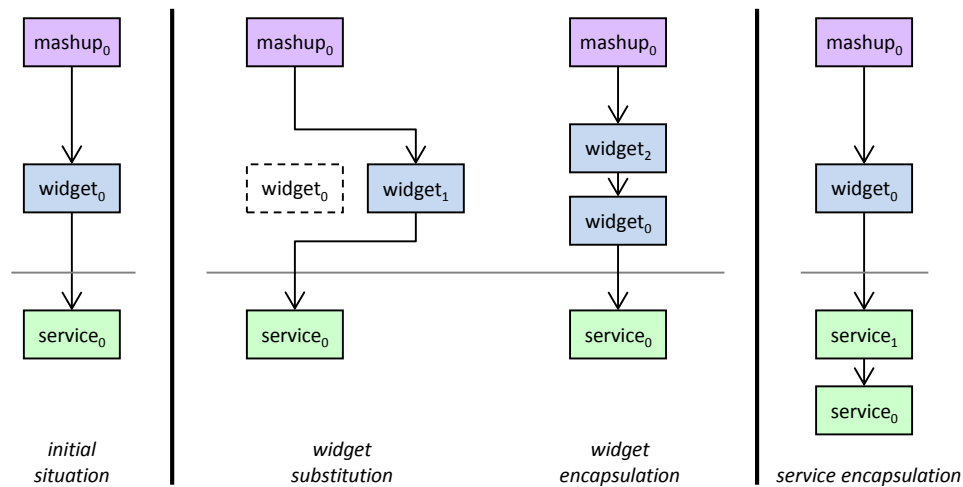 mashup₀
mashup₀
mashup₀
mashup₀
widget₂
widget₀
widget₀
widget₁
widget₀
widget₀
service₀
service₀
service₀
service₁
service₀
initial
situation
widget
substitution
widget
encapsulation
service encapsulation